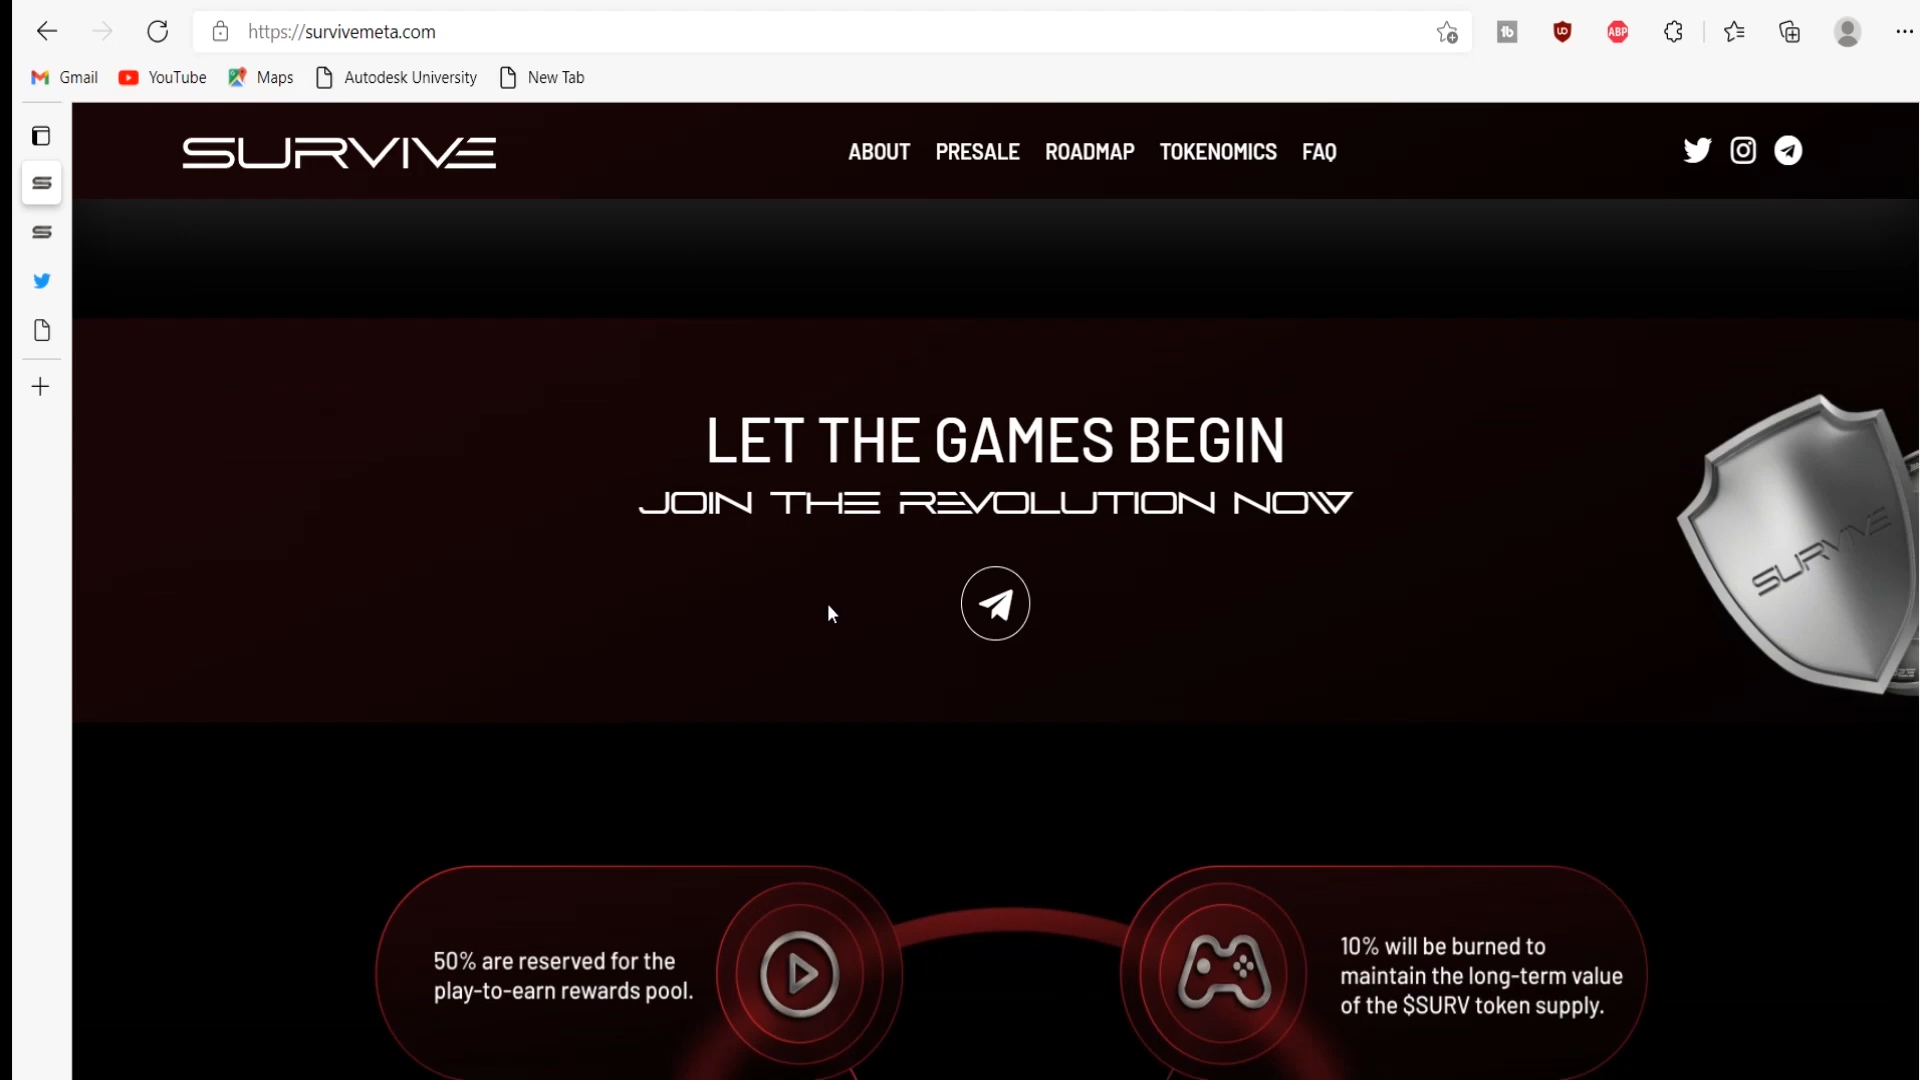 https://survivemeta.com
Gmail YouTube Maps Autodesk University New Tab
SURVIVE ABOUT PRESALE ROADMAP TOKENOMICS FAQ
LET THE GAMES BEGIN
JOIN THE REVOLUTION NOW
SURVIVE
50% are reserved for the
play-to-earn rewards pool.
10% will be burned to
maintain the long-term value
of the $SURV token supply.